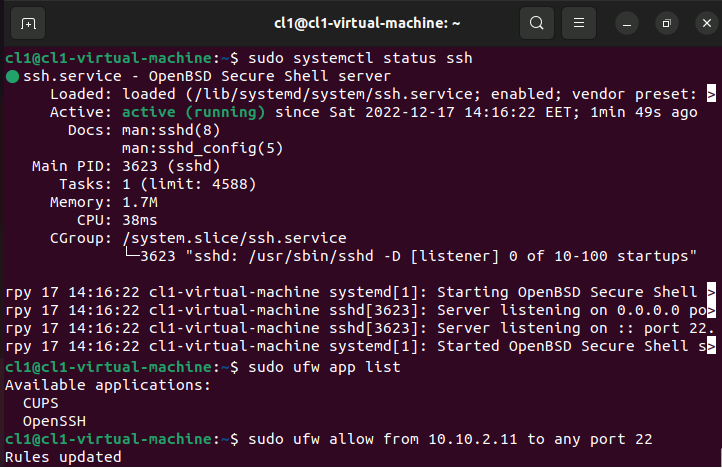 cl1@cl1-virtual-machine: ~
cl1@cl1-virtual-machine:~$ sudo systemctl status ssh
● ssh.service - OpenBSD Secure Shell server
Loaded: loaded (/lib/systemd/system/ssh.service; enabled; vendor preset: >
Active: active (running) since Sat 2022-12-17 14:16:22 EET; 1min 49s ago
Docs: man:sshd(8)
man:sshd_config(5)
Main PID: 3623 (sshd)
Tasks: 1 (limit: 4588)
Memory: 1.7M
CPU: 38ms
CGroup: /system.slice/ssh.service
└─3623 "sshd: /usr/sbin/sshd -D [listener] 0 of 10-100 startups"
гру 17 14:16:22 cl1-virtual-machine systemd[1]: Starting OpenBSD Secure Shell >
гру 17 14:16:22 cl1-virtual-machine sshd[3623]: Server listening on 0.0.0.0 po>
гру 17 14:16:22 cl1-virtual-machine sshd[3623]: Server listening on :: port 22.
гру 17 14:16:22 cl1-virtual-machine systemd[1]: Started OpenBSD Secure Shell s>
cl1@cl1-virtual-machine:~$ sudo ufw app list
Available applications:
CUPS
OpenSSH
cl1@cl1-virtual-machine:~$ sudo ufw allow from 10.10.2.11 to any port 22
Rules updated